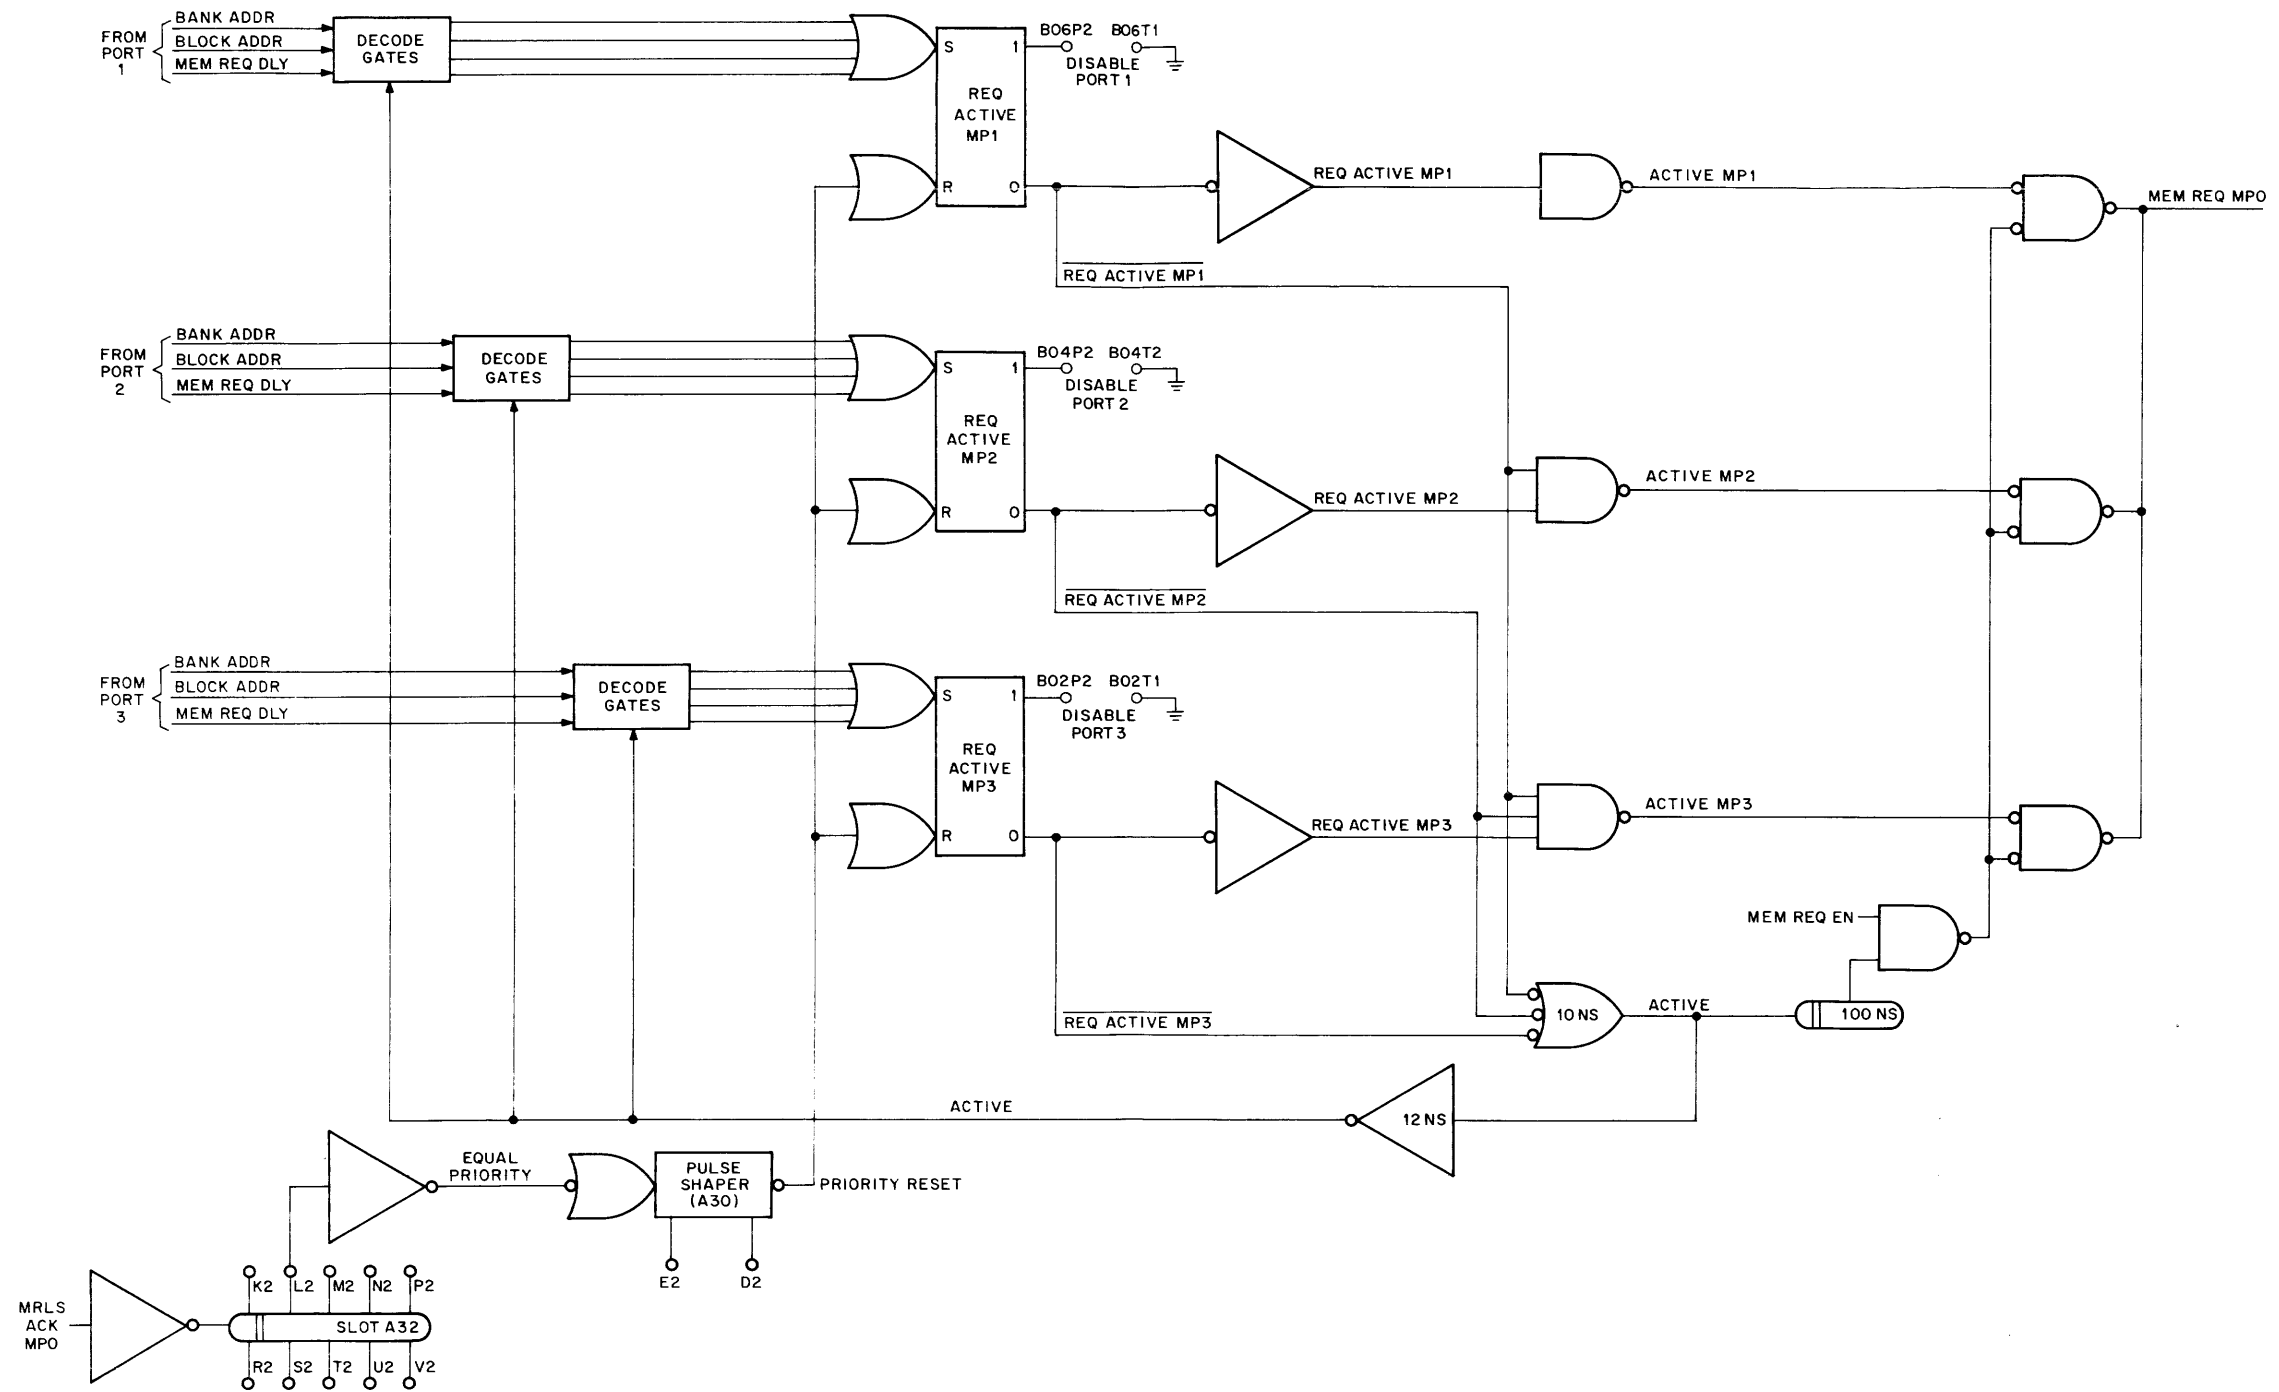 FROM
PORT
1
BANK ADDR
BLOCK ADDR
MEM REQ DLY
DECODE
GATES
S
1
R
0
REQ
ACTIVE
MP1
B06P2 B06T1
DISABLE
PORT 1
REQ ACTIVE MP1
ACTIVE MP1
MEM REQ MPO
REQ ACTIVE MP1
FROM
PORT
2
BANK ADDR
BLOCK ADDR
MEM REQ DLY
DECODE
GATES
S
1
R
0
REQ
ACTIVE
MP2
B04P2 B04T2
DISABLE
PORT 2
REQ ACTIVE MP2
ACTIVE MP2
REQ ACTIVE MP2
FROM
PORT
3
BANK ADDR
BLOCK ADDR
MEM REQ DLY
DECODE
GATES
S
1
R
0
REQ
ACTIVE
MP3
B02P2 B02T1
DISABLE
PORT 3
REQ ACTIVE MP3
ACTIVE MP3
MEM REQ EN
REQ ACTIVE MP3
10 NS
ACTIVE
100 NS
ACTIVE
12 NS
EQUAL
PRIORITY
PULSE
SHAPER
(A30)
PRIORITY RESET
E2
D2
MRLS
ACK
MPO
K2
L2
M2
N2
P2
SLOT A32
R2
S2
T2
U2
V2